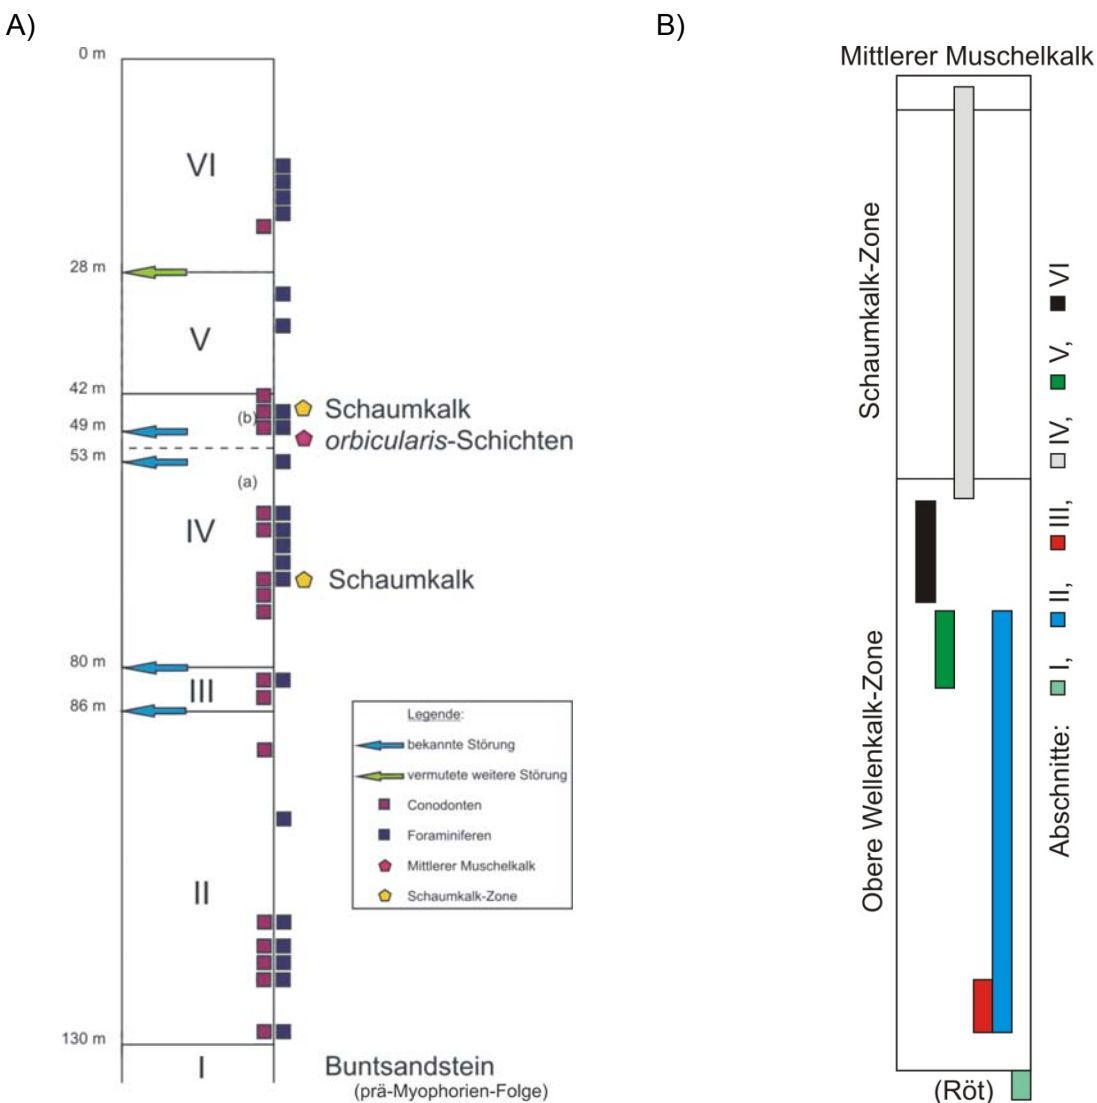 A)
0 m
VI
28 m
V
42 m
(b)
Schaumkalk
49 m
orbicularis-Schichten
53 m
(a)
IV
Schaumkalk
80 m
III
86 m
II
130 m
I
Buntsandstein
(prä-Myophorien-Folge)
Legende:
bekannte Störung
vermutete weitere Störung
Conodonten
Foraminiferen
Mittlerer Muschelkalk
Schaumkalk-Zone
B)
Mittlerer Muschelkalk
Schaumkalk-Zone
Obere Wellenkalk-Zone
(Röt)
Abschnitte: I, II, III, IV, V, VI